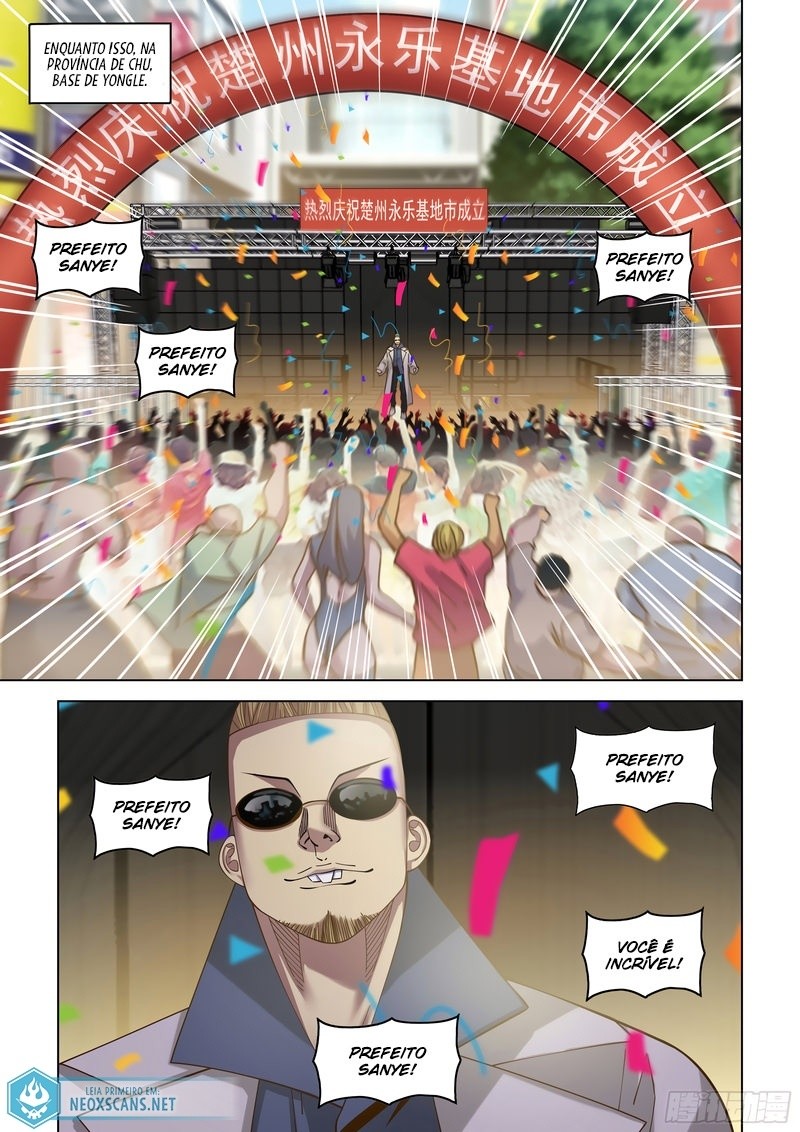 ENQUANTO ISSO, NA
PROVÍNCIA DE CHU,
BASE DE YONGLE.
热烈庆祝楚州永乐基地市成立
热烈庆祝楚州永乐基地市成立
PREFEITO
SANYE!
PREFEITO
SANYE!
PREFEITO
SANYE!
PREFEITO
SANYE!
PREFEITO
SANYE!
VOCÊ É
INCRÍVEL!
PREFEITO
SANYE!
LEIA PRIMEIRO EM:
NEOXSCANS.NET
腾讯动漫